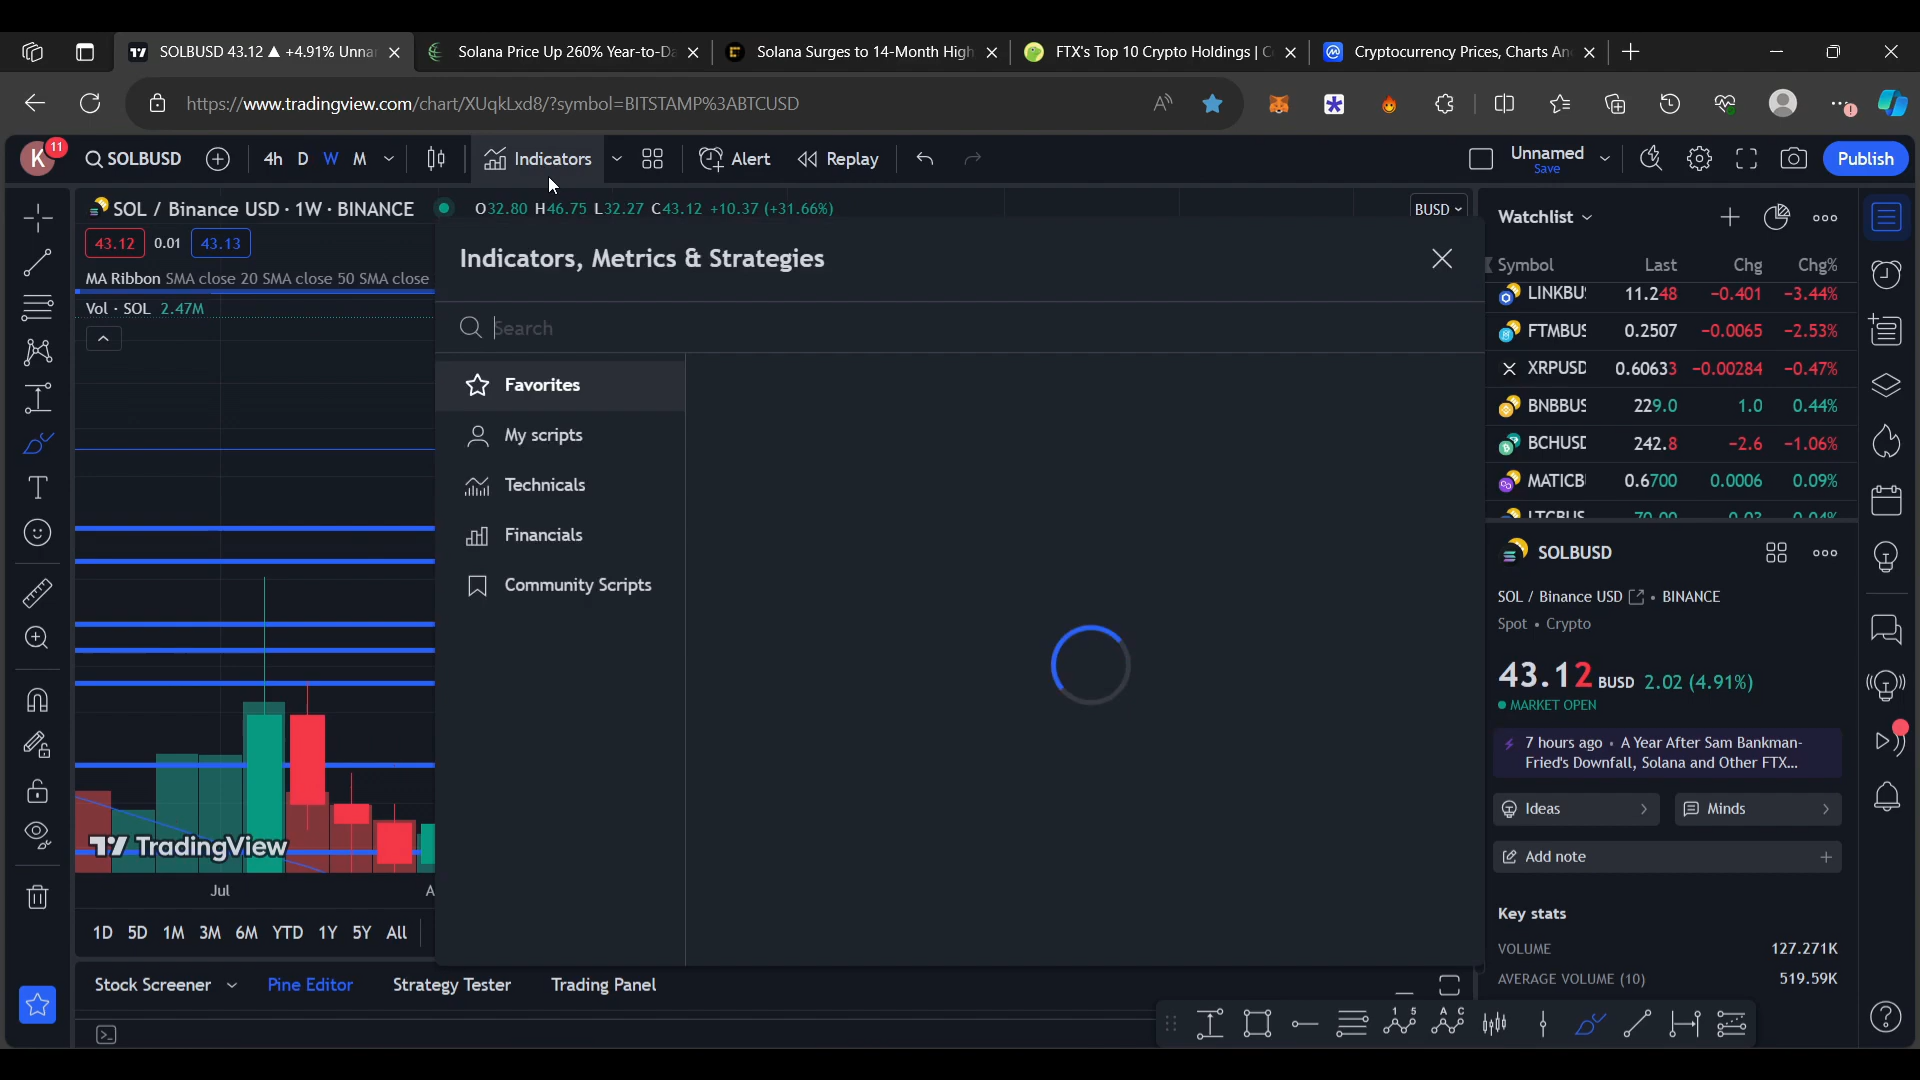 SOLBUSD 43.12 ▲ +4.91% Unna
Solana Price Up 260% Year-to-Da
Solana Surges to 14-Month High
FTX's Top 10 Crypto Holdings | C
Cryptocurrency Prices, Charts An
https://www.tradingview.com/chart/XUqkLxd8/?symbol=BITSTAMP%3ABTCUSD
K 11
SOLBUSD
4h D W M
Indicators
Alert
Replay
Unnamed
Save
Publish
SOL / Binance USD · 1W · BINANCE
O32.80 H46.75 L32.27 C43.12 +10.37 (+31.66%)
BUSD
43.12 0.01 43.13
MA Ribbon SMA close 20 SMA close 50 SMA close
Vol · SOL 2.47M
Indicators, Metrics & Strategies
Search
Favorites
My scripts
Technicals
Financials
Community Scripts
TradingView
Jul
A
1D 5D 1M 3M 6M YTD 1Y 5Y All
Stock Screener
Pine Editor
Strategy Tester
Trading Panel
Watchlist
Symbol Last Chg Chg%
LINKBU 11.248 -0.401 -3.44%
FTMBUS 0.2507 -0.0065 -2.53%
XRPUSD 0.60633 -0.00284 -0.47%
BNBBUS 229.0 1.0 0.44%
BCHUSD 242.8 -2.6 -1.06%
MATICB 0.6700 0.0006 0.09%
LTCBUS 70.00 0.03 0.04%
SOLBUSD
SOL / Binance USD • BINANCE
Spot • Crypto
43.12 BUSD 2.02 (4.91%)
MARKET OPEN
7 hours ago • A Year After Sam Bankman-
Fried's Downfall, Solana and Other FTX...
Ideas
Minds
Add note
Key stats
VOLUME 127.271K
AVERAGE VOLUME (10) 519.59K